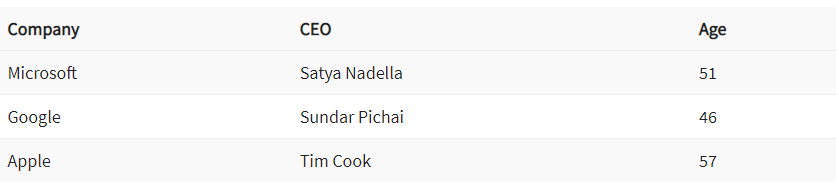 Company CEO Age
Microsoft Satya Nadella 51
Google Sundar Pichai 46
Apple Tim Cook 57